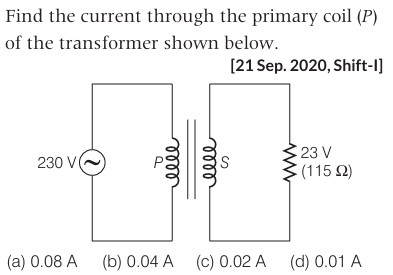 Find the current through the primary coil (P)
of the transformer shown below.
[21 Sep. 2020, Shift-I]
230 V
P
S
23 V
(115 Ω)
(a) 0.08 A (b) 0.04 A (c) 0.02 A (d) 0.01 A